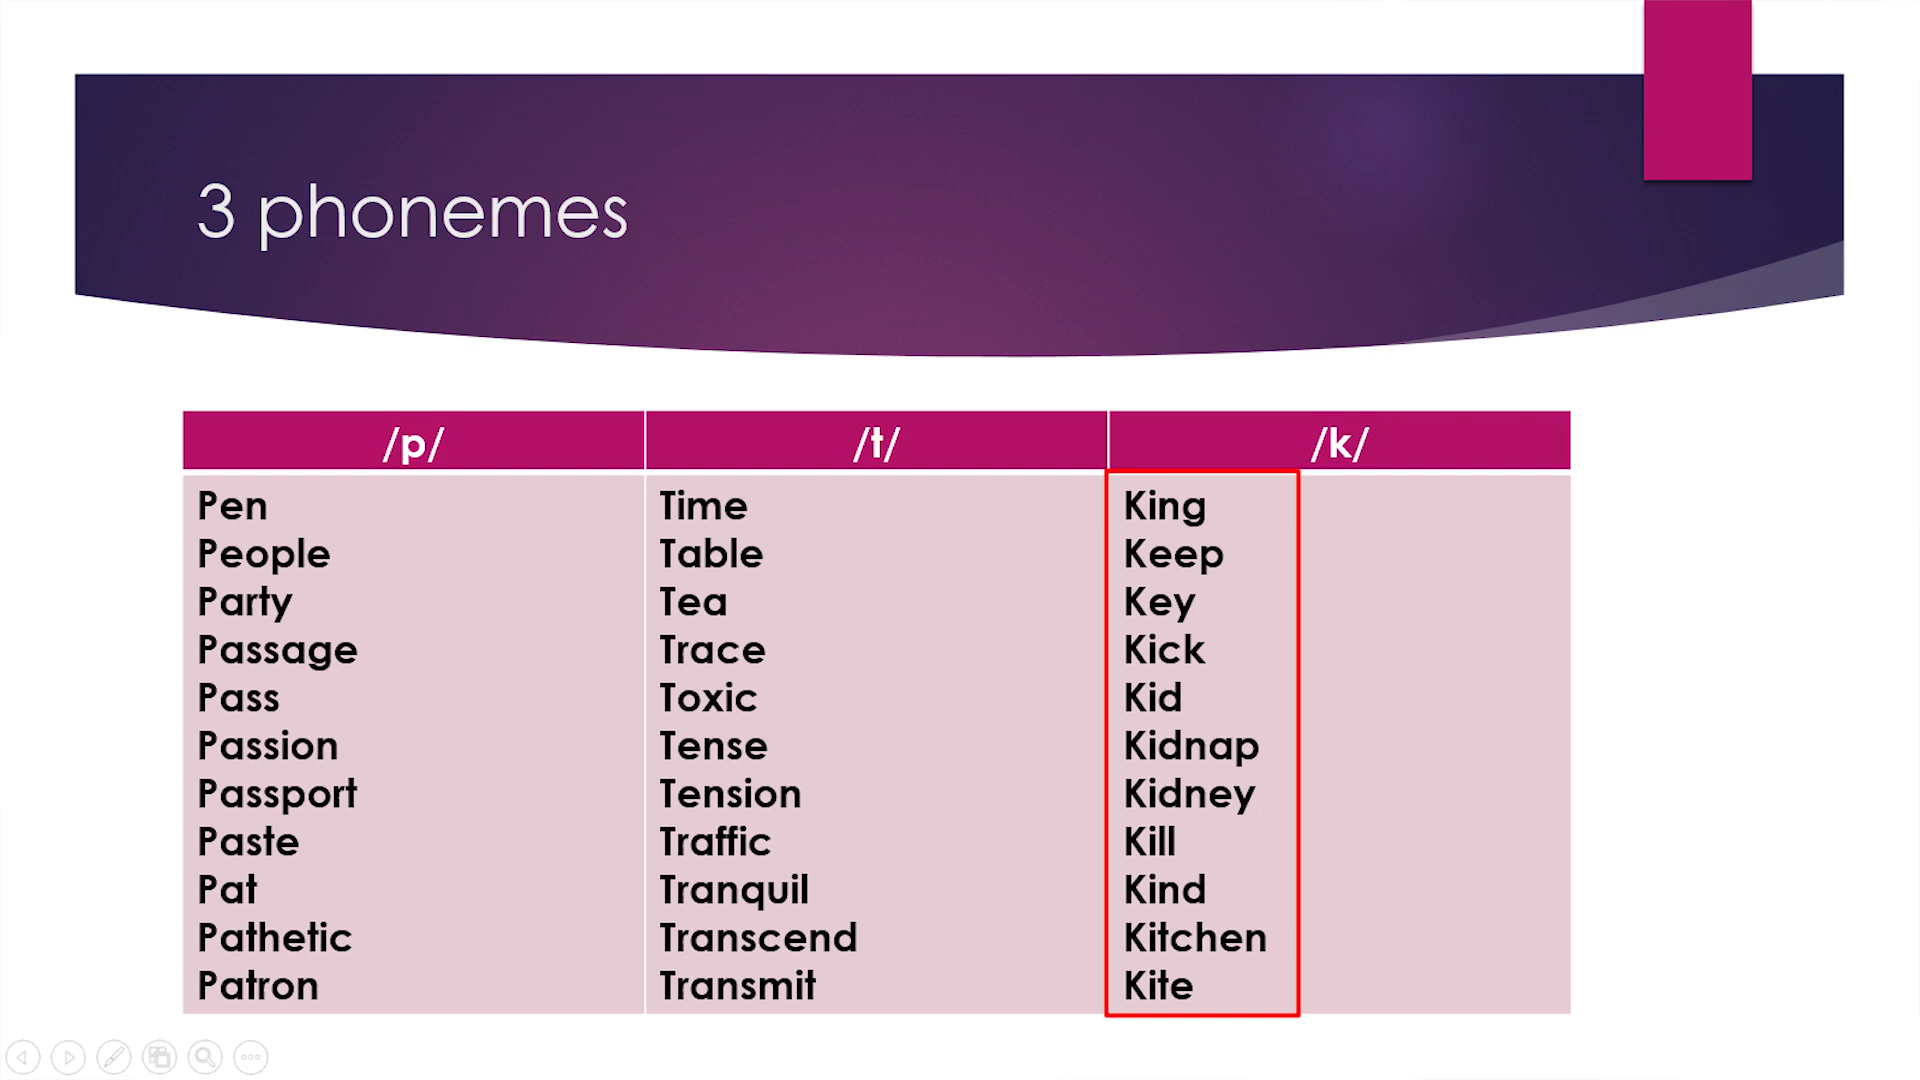 3 phonemes
/p/ /t/ /k/
Pen Time King
People Table Keep
Party Tea Key
Passage Trace Kick
Pass Toxic Kid
Passion Tense Kidnap
Passport Tension Kidney
Paste Traffic Kill
Pat Tranquil Kind
Pathetic Transcend Kitchen
Patron Transmit Kite